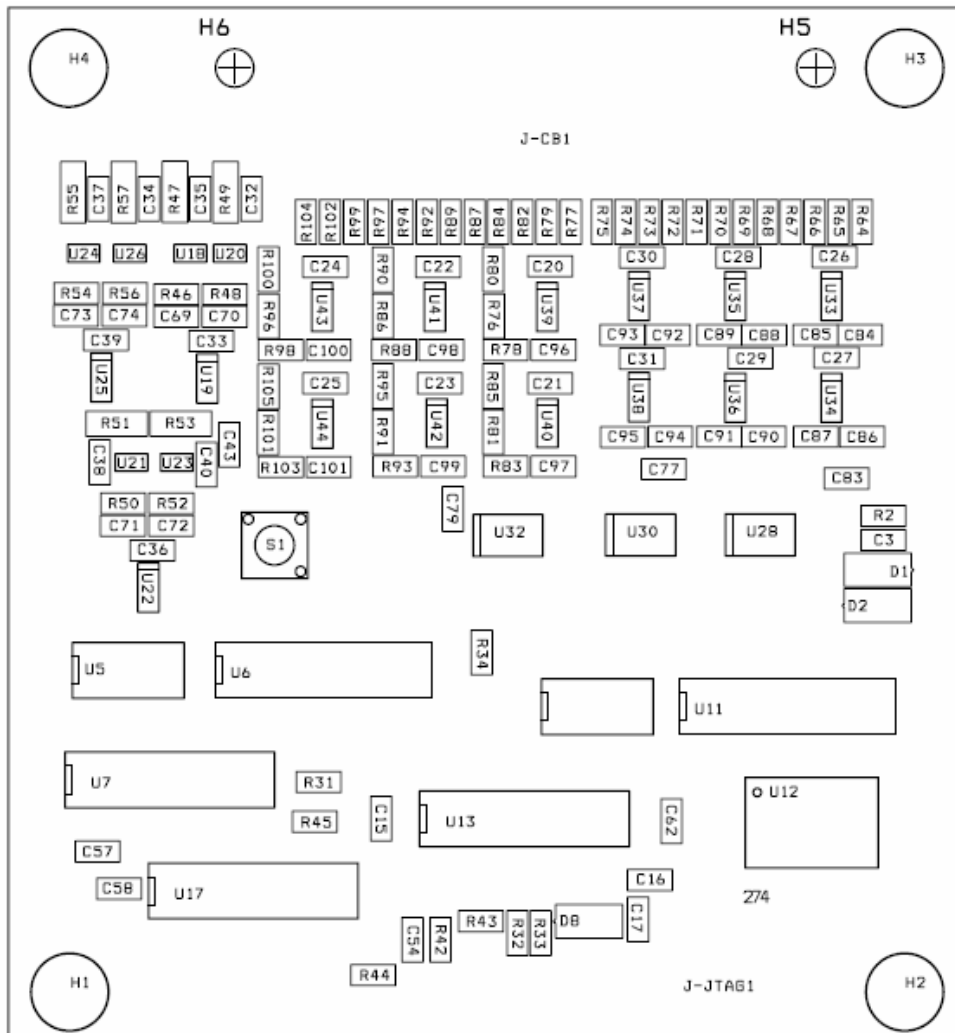 H6 H5
H4 H3
J-CB1
R55 C37 R57 C34 R47 C35 R49 C32
R104 R102 R99 R97 R94 R92 R89 R87 R84 R82 R79 R77 R75 R74 R73 R72 R71 R70 R69 R68 R67 R66 R65 R64
U24 U26 U18 U20
R100 C24 R90 C22 R80 C20 C30 C28 C26
R54 R56 R46 R48
U43 U41 U39 U37 U35 U33
C73 C74 C69 C70 R96 R86 R76
C39 C33 C93 C92 C89 C88 C85 C84
R98 C100 R88 C98 R78 C96 C31 C29 C27
U25 U19 R105 C25 R95 C23 R85 C21 U38 U36 U34
R51 R53 R101 U44 R91 U42 R81 U40
C43 C95 C94 C91 C90 C87 C86
C38 U21 U23 C40 R103 C101 R93 C99 R83 C97 C77 C83
R50 R52 C79 R2
C71 C72 S1 U32 U30 U28 C3
C36
U22 D1
D2
U5 U6 R34
U11
U7 R31 U12
R45 C15 U13 C62
C57
C58 U17 C16
274
C54 R42 R43 R32 R33 D8 C17
R44
H1 J-JTAG1 H2